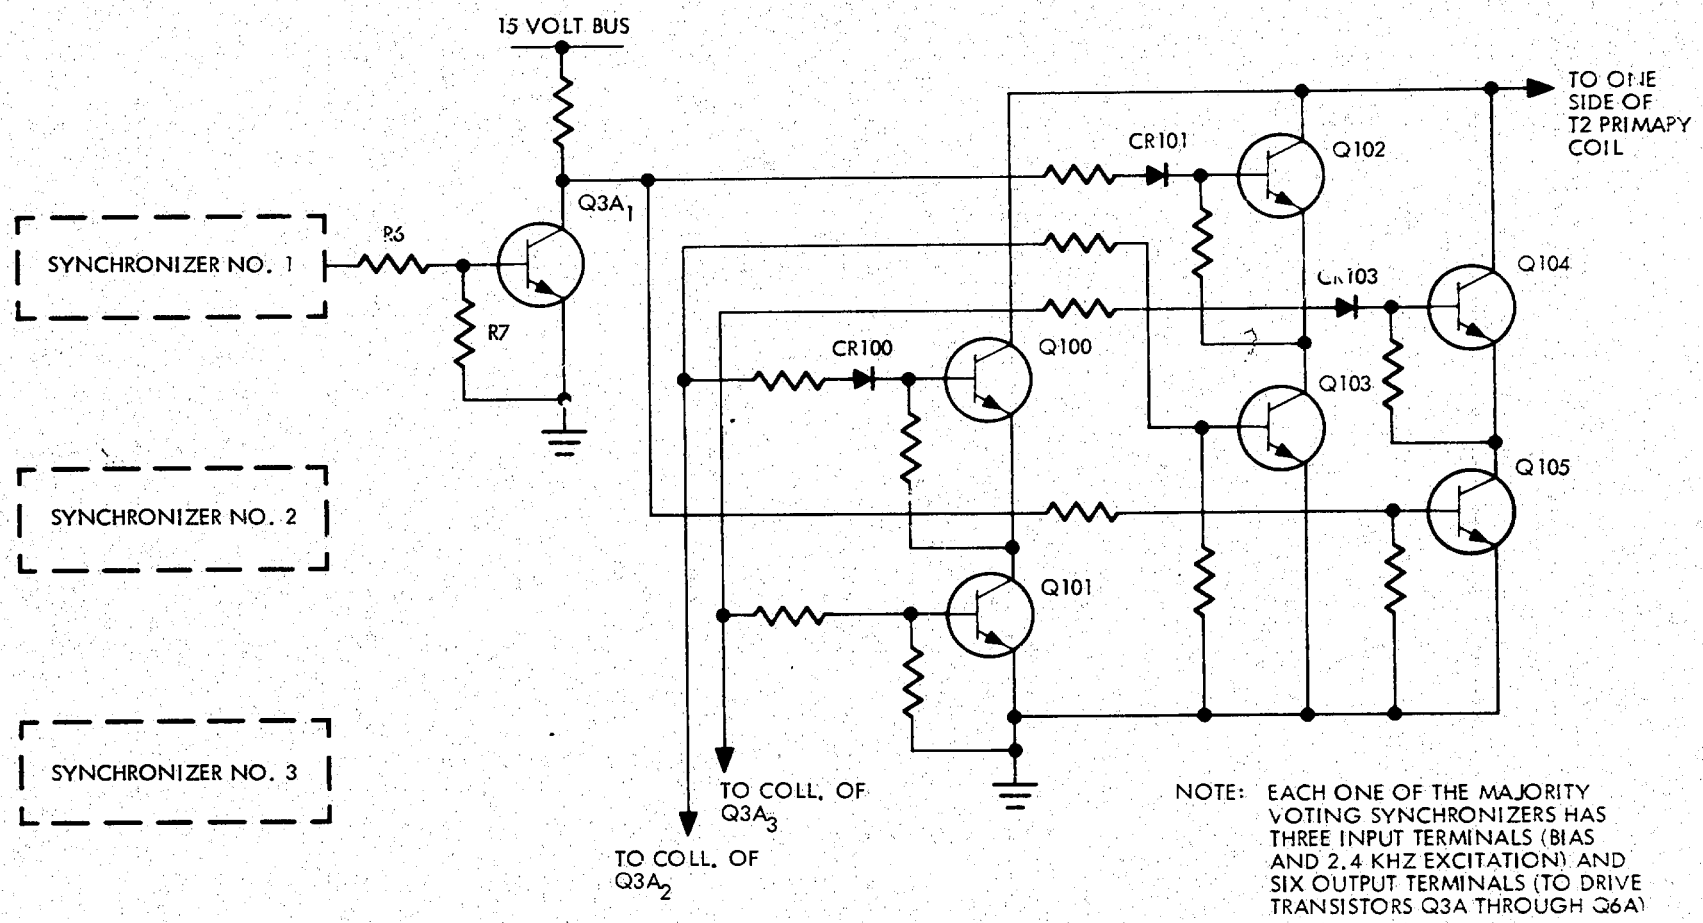 15 VOLT BUS
TO ONE
SIDE OF
T2 PRIMAPY
COIL
CR101
Q102
Q3A1
R6
SYNCHRONIZER NO. 1
Q104
CR103
R7
CR100
Q100
Q103
Q105
SYNCHRONIZER NO. 2
Q101
SYNCHRONIZER NO. 3
TO COLL. OF
Q3A3
TO COLL. OF
Q3A2
NOTE: EACH ONE OF THE MAJORITY
VOTING SYNCHRONIZERS HAS
THREE INPUT TERMINALS (BIAS
AND 2.4 KHZ EXCITATION) AND
SIX OUTPUT TERMINALS (TO DRIVE
TRANSISTORS Q3A THROUGH Q6A)